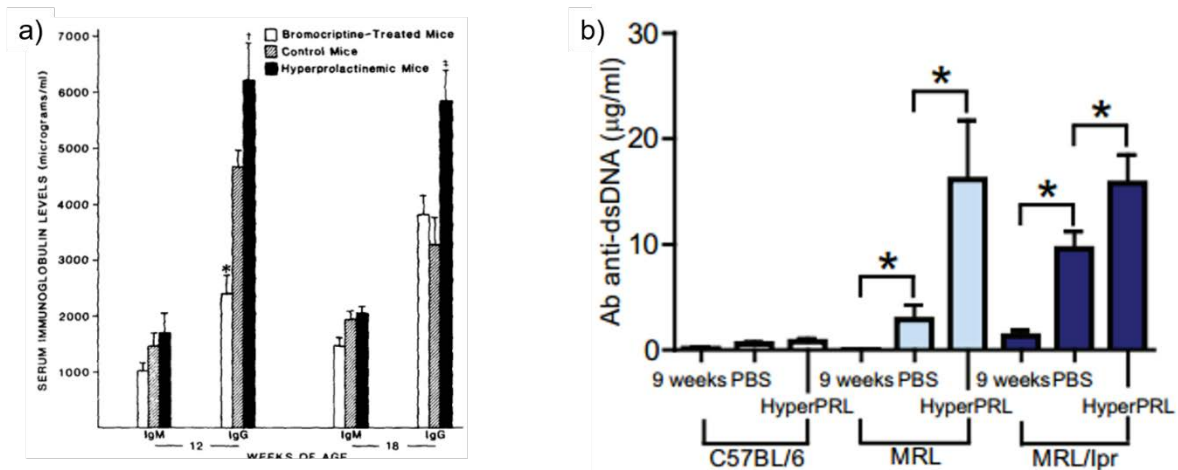 a)
7000
6000
5000
4000
3000
2000
1000
SERUM IMMUNOGLOBULIN LEVELS (micrograms/ml)
Bromocriptine-Treated Mice
Control Mice
Hyperprolactinemic Mice
†
*
‡
IgM IgG IgM IgG
12 18
WEEKS OF AGE
b)
30
20
10
0
Ab anti-dsDNA (µg/ml)
* * * *
9 weeks PBS 9 weeks PBS 9 weeks PBS
HyperPRL HyperPRL HyperPRL
C57BL/6 MRL MRL/lpr